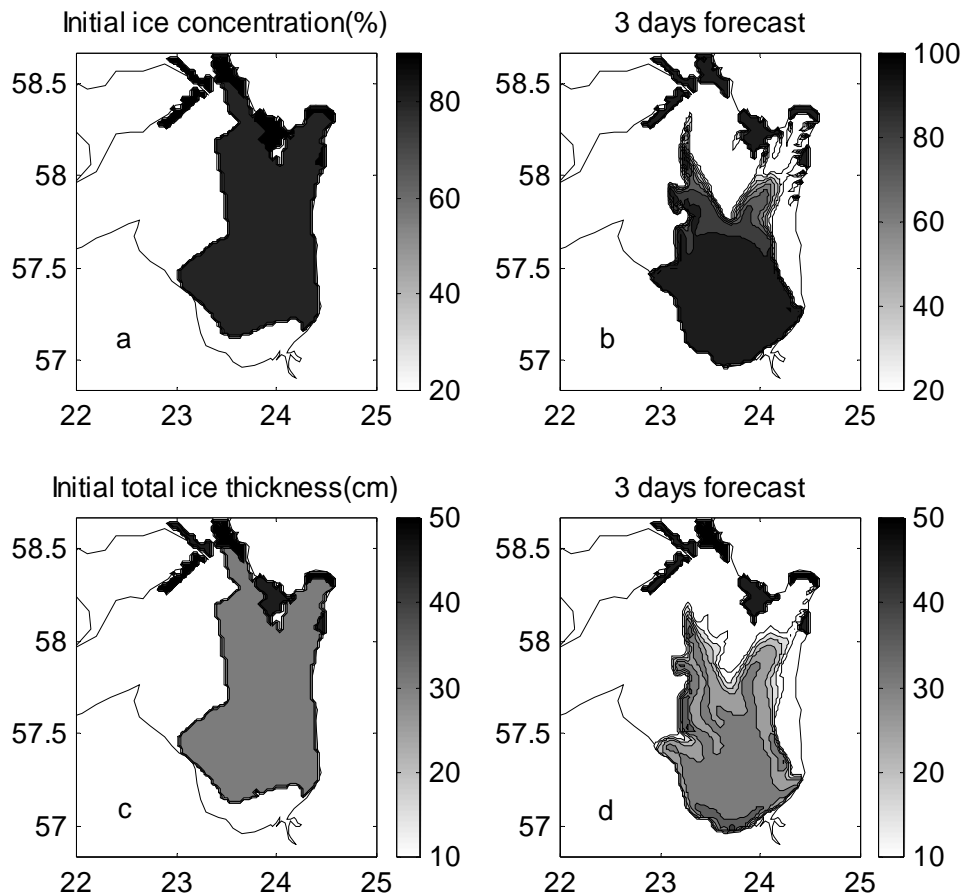 Initial ice concentration(%)
3 days forecast
58.5
58
57.5
57
22 23 24 25
a
80
60
40
20
58.5
58
57.5
57
22 23 24 25
b
100
80
60
40
20
Initial total ice thickness(cm)
3 days forecast
58.5
58
57.5
57
22 23 24 25
c
50
40
30
20
10
58.5
58
57.5
57
22 23 24 25
d
50
40
30
20
10